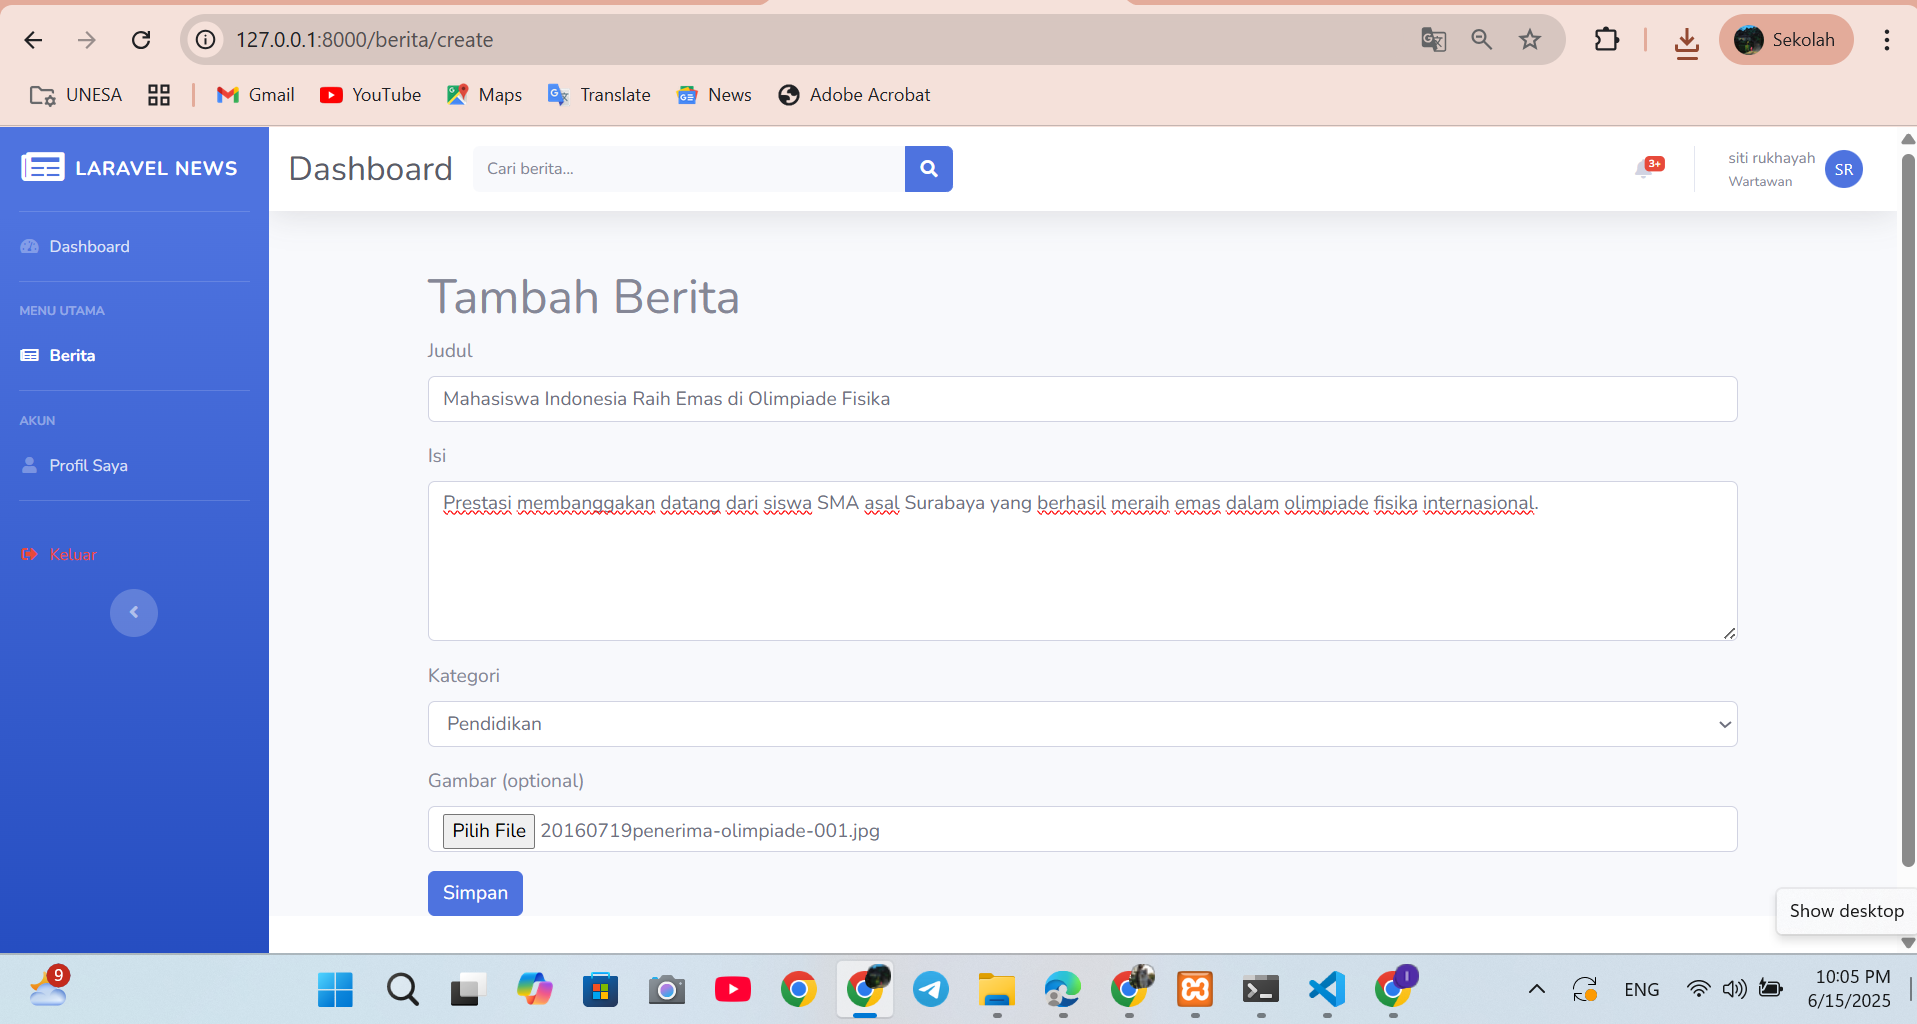 127.0.0.1:8000/berita/create
Sekolah
UNESA
Gmail
YouTube
Maps
Translate
News
Adobe Acrobat
LARAVEL NEWS
Dashboard
Cari berita...
3+
siti rukhayah
Wartawan
SR
Dashboard
MENU UTAMA
Berita
AKUN
Profil Saya
Keluar
Tambah Berita
Judul
Mahasiswa Indonesia Raih Emas di Olimpiade Fisika
Isi
Prestasi membanggakan datang dari siswa SMA asal Surabaya yang berhasil meraih emas dalam olimpiade fisika internasional.
Kategori
Pendidikan
Gambar (optional)
Pilih File 20160719penerima-olimpiade-001.jpg
Simpan
Show desktop
9
I
ENG
10:05 PM
6/15/2025